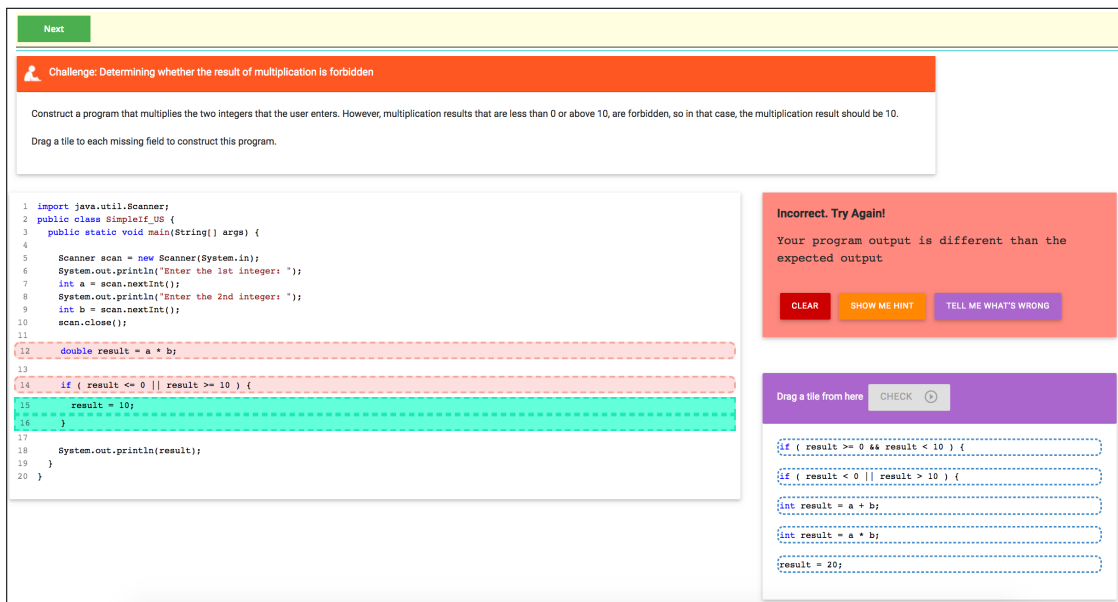 Next
Challenge: Determining whether the result of multiplication is forbidden
Construct a program that multiplies the two integers that the user enters. However, multiplication results that are less than 0 or above 10, are forbidden, so in that case, the multiplication result should be 10.
Drag a tile to each missing field to construct this program.
1 import java.util.Scanner;
2 public class SimpleIf_US {
3 public static void main(String[] args) {
4
5 Scanner scan = new Scanner(System.in);
6 System.out.println("Enter the 1st integer: ");
7 int a = scan.nextInt();
8 System.out.println("Enter the 2nd integer: ");
9 int b = scan.nextInt();
10 scan.close();
11
12 double result = a * b;
13
14 if ( result <= 0 || result >= 10 ) {
15 result = 10;
16 }
17
18 System.out.println(result);
19 }
20 }
Incorrect. Try Again!
Your program output is different than the
expected output
CLEAR SHOW ME HINT TELL ME WHAT'S WRONG
Drag a tile from here CHECK
if ( result >= 0 && result < 10 ) {
if ( result < 0 || result > 10 ) {
int result = a + b;
int result = a * b;
result = 20;